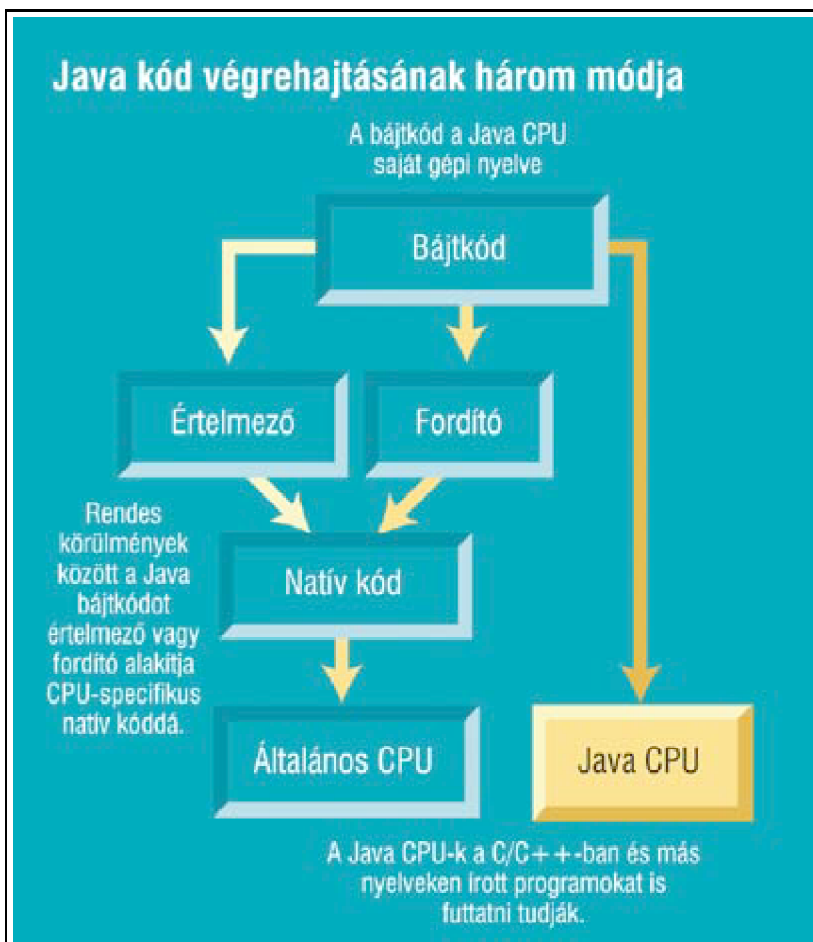 Java kód végrehajtásának három módja
A bájtkód a Java CPU
saját gépi nyelve
Bájtkód
Értelmező
Fordító
Rendes
körülmények
között a Java
bájtkódot
értelmező vagy
fordító alakítja
CPU-specifikus
natív kóddá.
Natív kód
Általános CPU
Java CPU
A Java CPU-k a C/C++-ban és más
nyelveken írott programokat is
futtatni tudják.